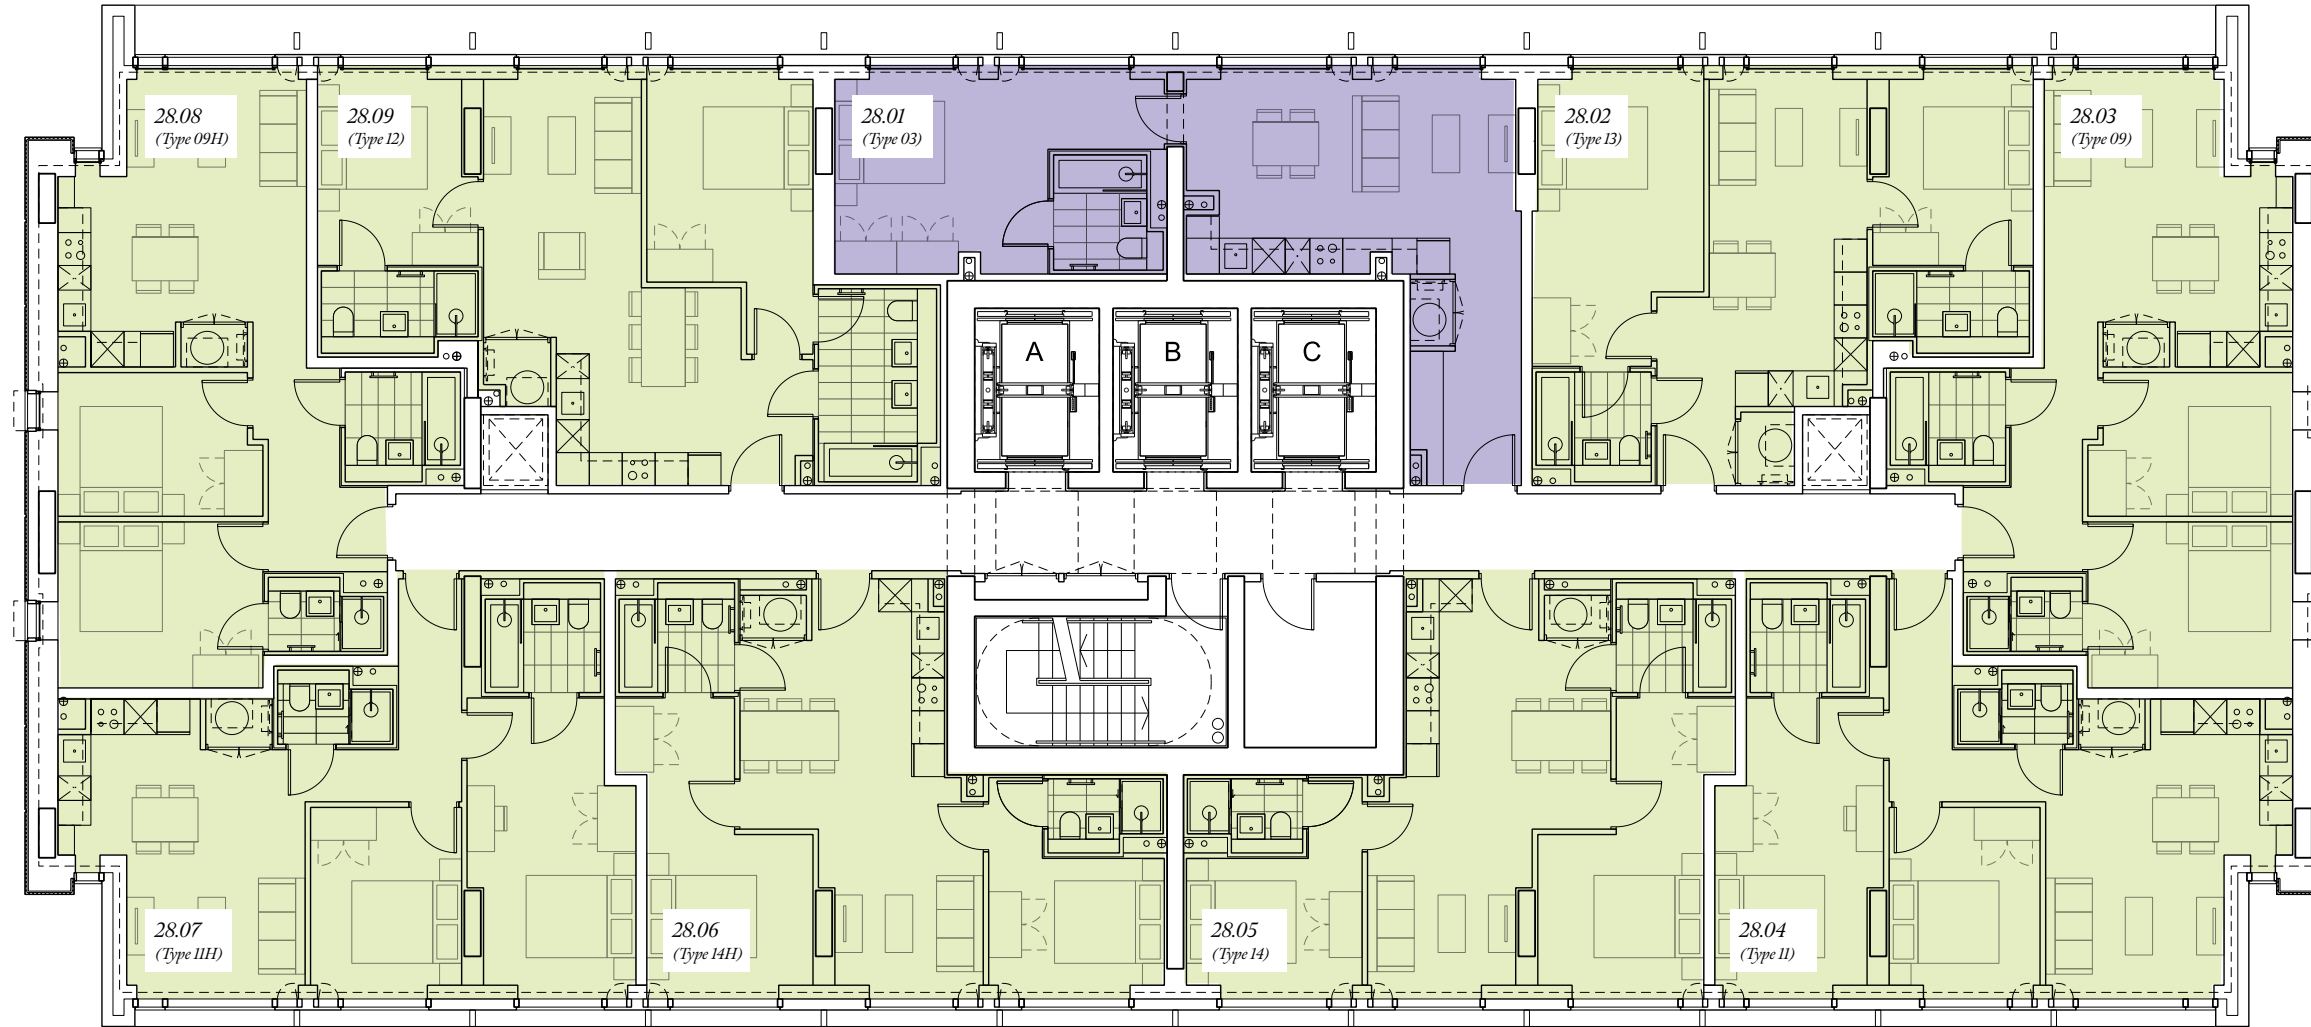 28.08
(Type 09H)
28.09
(Type 12)
28.01
(Type 03)
28.02
(Type 13)
28.03
(Type 09)
A
B
C
28.07
(Type 11H)
28.06
(Type 14H)
28.05
(Type 14)
28.04
(Type 11)